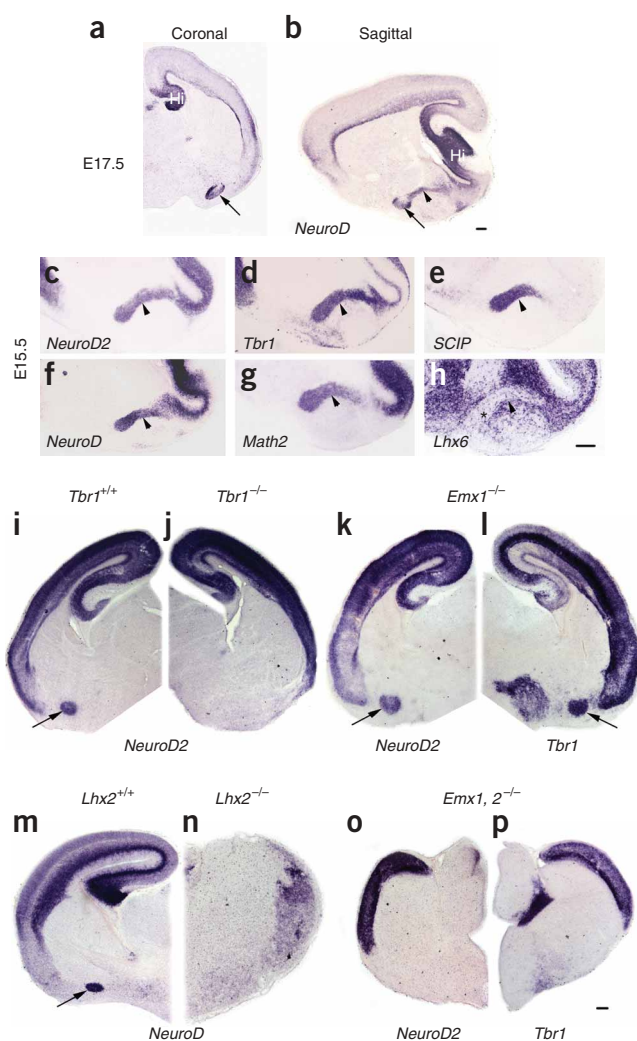 a Coronal b Sagittal
Hi
Hi
E17.5
NeuroD
E15.5
c d e
NeuroD2 Tbr1 SCIP
f g h
*
NeuroD Math2 Lhx6
Tbr1+/+ Tbr1–/– Emx1–/–
i j k l
NeuroD2 NeuroD2 Tbr1
Lhx2+/+ Lhx2–/– Emx1, 2–/–
m n o p
NeuroD NeuroD2 Tbr1